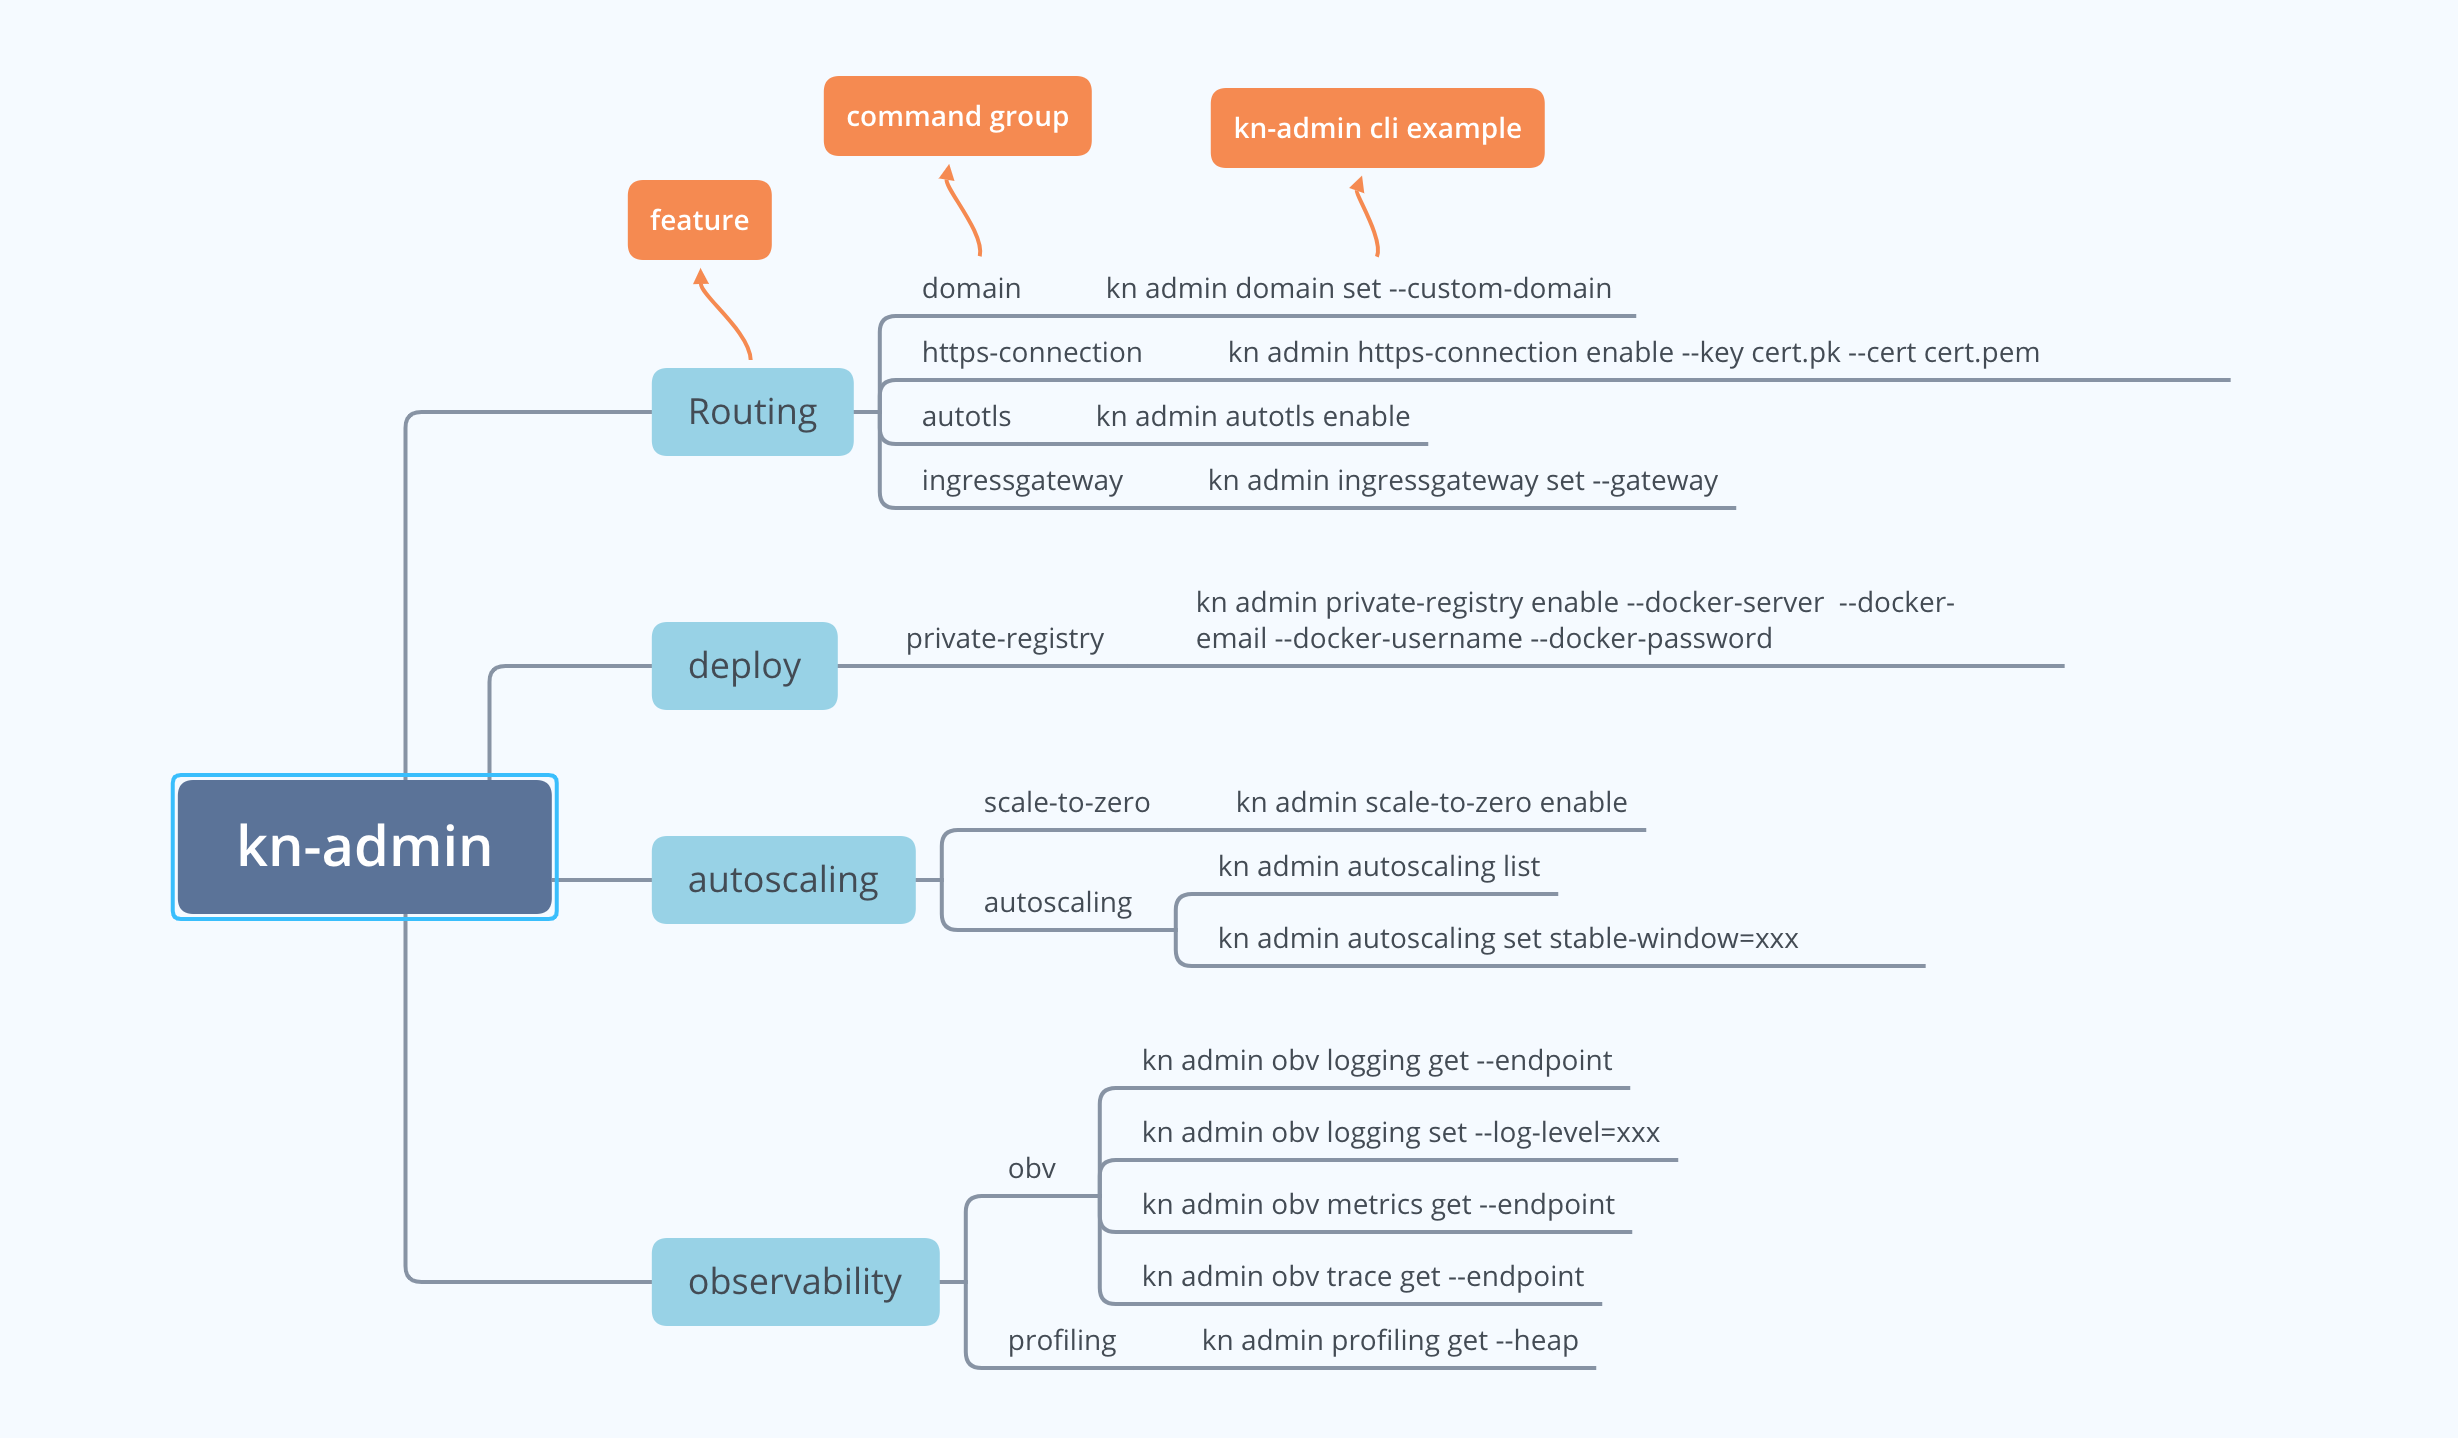 command group
kn-admin cli example
feature
domain
kn admin domain set --custom-domain
https-connection
kn admin https-connection enable --key cert.pk --cert cert.pem
Routing
autotls
kn admin autotls enable
ingressgateway
kn admin ingressgateway set --gateway
deploy
private-registry
kn admin private-registry enable --docker-server  --docker-
email --docker-username --docker-password
kn-admin
autoscaling
scale-to-zero
kn admin scale-to-zero enable
autoscaling
kn admin autoscaling list
kn admin autoscaling set stable-window=xxx
observability
obv
kn admin obv logging get --endpoint
kn admin obv logging set --log-level=xxx
kn admin obv metrics get --endpoint
kn admin obv trace get --endpoint
profiling
kn admin profiling get --heap